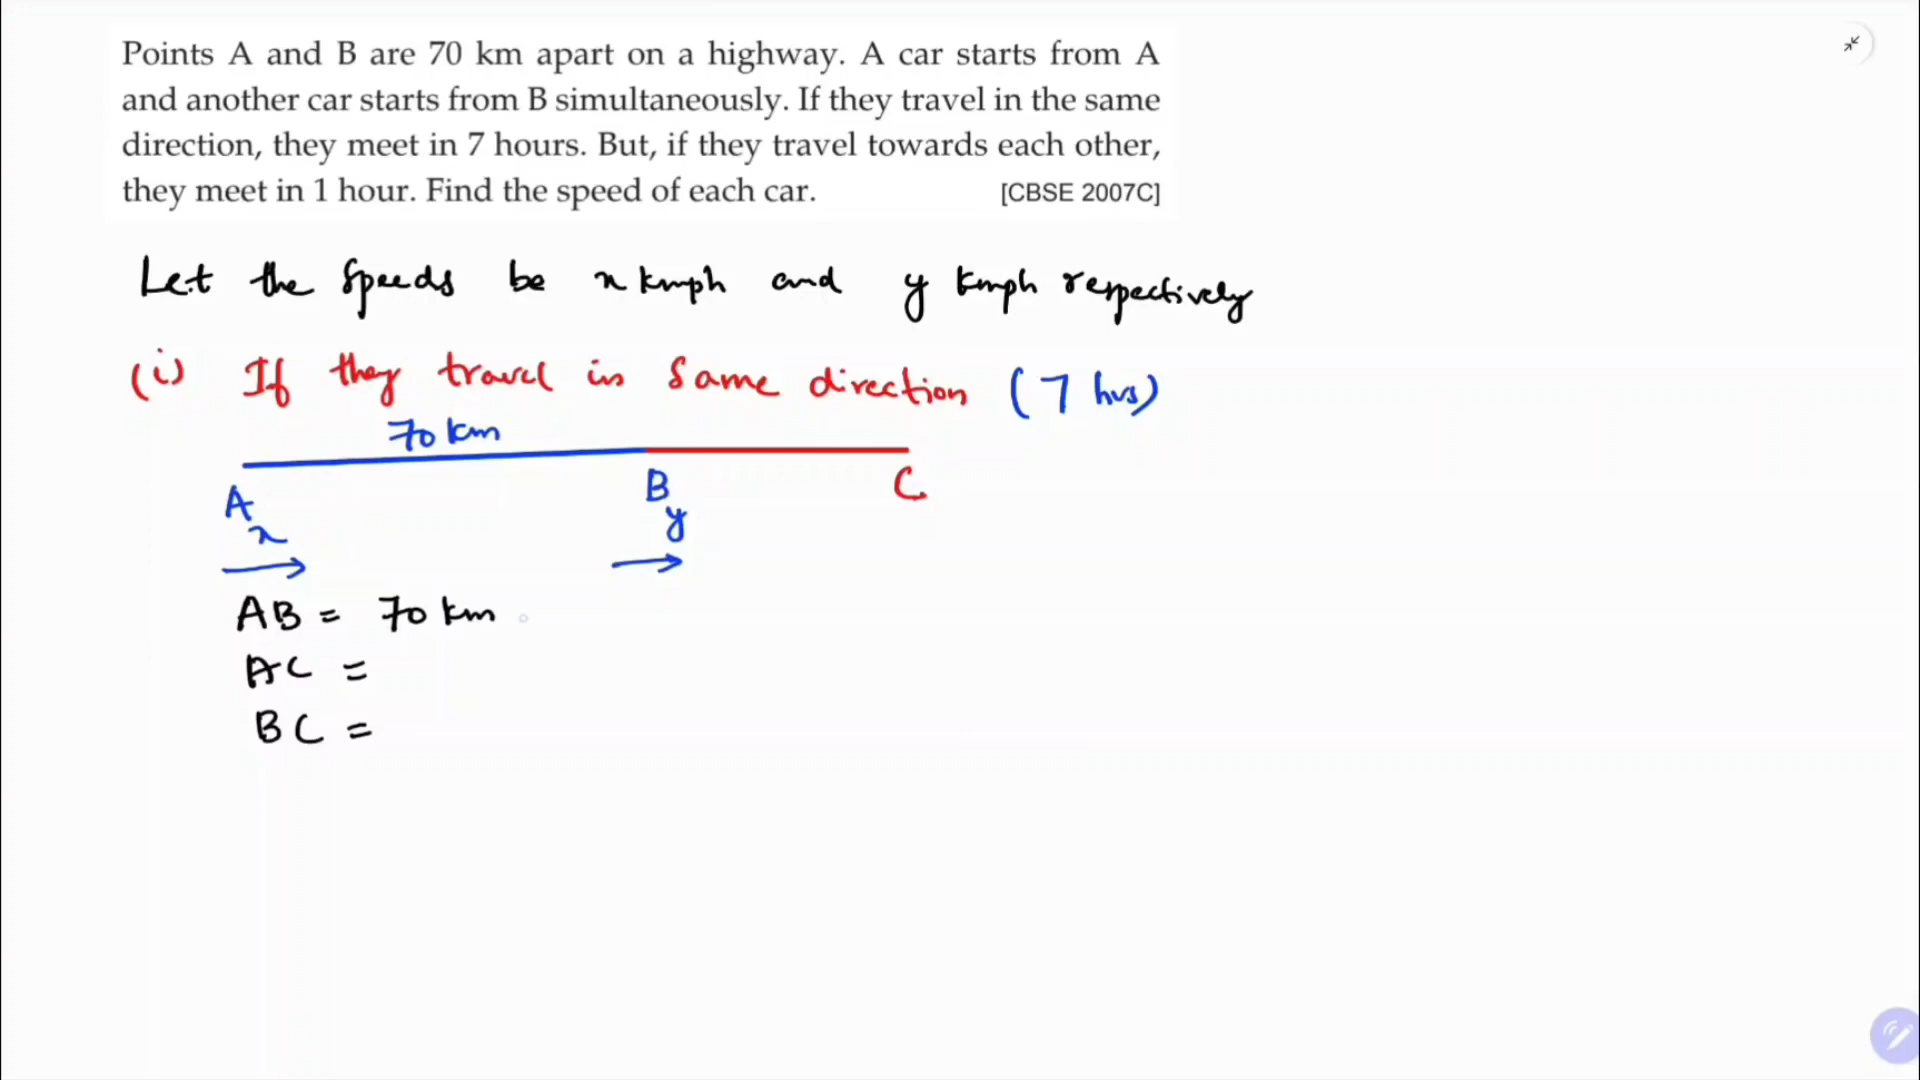 Points A and B are 70 km apart on a highway. A car starts from A
and another car starts from B simultaneously. If they travel in the same
direction, they meet in 7 hours. But, if they travel towards each other,
they meet in 1 hour. Find the speed of each car. [CBSE 2007C]
Let the speeds be x kmph and y kmph respectively
(i) If they travel in same direction (7 hrs)
70 km
A B C
x y
AB = 70 km
AC =
BC =